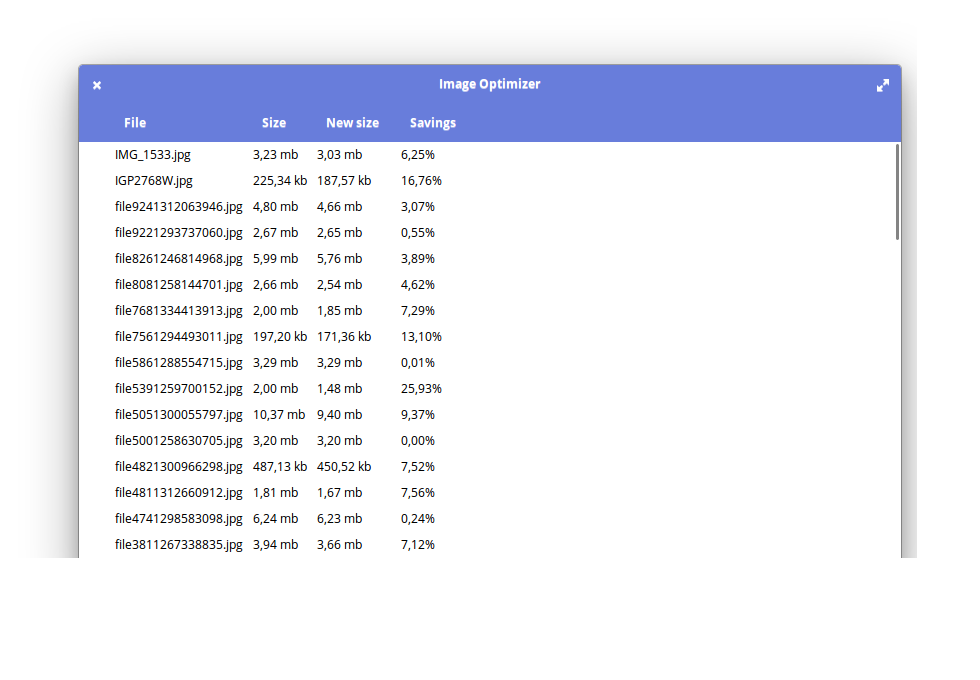 Image Optimizer
File Size New size Savings
IMG_1533.jpg 3,23 mb 3,03 mb 6,25%
IGP2768W.jpg 225,34 kb 187,57 kb 16,76%
file9241312063946.jpg 4,80 mb 4,66 mb 3,07%
file9221293737060.jpg 2,67 mb 2,65 mb 0,55%
file8261246814968.jpg 5,99 mb 5,76 mb 3,89%
file8081258144701.jpg 2,66 mb 2,54 mb 4,62%
file7681334413913.jpg 2,00 mb 1,85 mb 7,29%
file7561294493011.jpg 197,20 kb 171,36 kb 13,10%
file5861288554715.jpg 3,29 mb 3,29 mb 0,01%
file5391259700152.jpg 2,00 mb 1,48 mb 25,93%
file5051300055797.jpg 10,37 mb 9,40 mb 9,37%
file5001258630705.jpg 3,20 mb 3,20 mb 0,00%
file4821300966298.jpg 487,13 kb 450,52 kb 7,52%
file4811312660912.jpg 1,81 mb 1,67 mb 7,56%
file4741298583098.jpg 6,24 mb 6,23 mb 0,24%
file3811267338835.jpg 3,94 mb 3,66 mb 7,12%